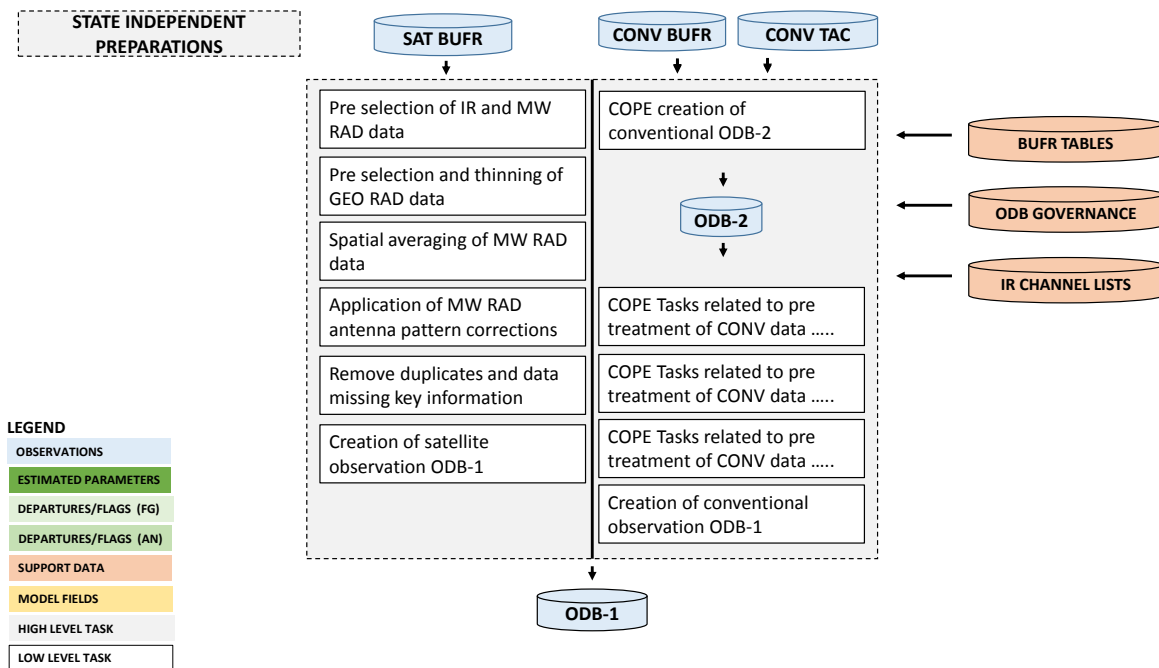 STATE INDEPENDENT
PREPARATIONS
SAT BUFR
CONV BUFR
CONV TAC
Pre selection of IR and MW
RAD data
Pre selection and thinning of
GEO RAD data
Spatial averaging of MW RAD
data
Application of MW RAD
antenna pattern corrections
Remove duplicates and data
missing key information
Creation of satellite
observation ODB-1
COPE creation of
conventional ODB-2
ODB-2
COPE Tasks related to pre
treatment of CONV data …..
COPE Tasks related to pre
treatment of CONV data …..
COPE Tasks related to pre
treatment of CONV data …..
Creation of conventional
observation ODB-1
BUFR TABLES
ODB GOVERNANCE
IR CHANNEL LISTS
ODB-1
LEGEND
OBSERVATIONS
ESTIMATED PARAMETERS
DEPARTURES/FLAGS (FG)
DEPARTURES/FLAGS (AN)
SUPPORT DATA
MODEL FIELDS
HIGH LEVEL TASK
LOW LEVEL TASK